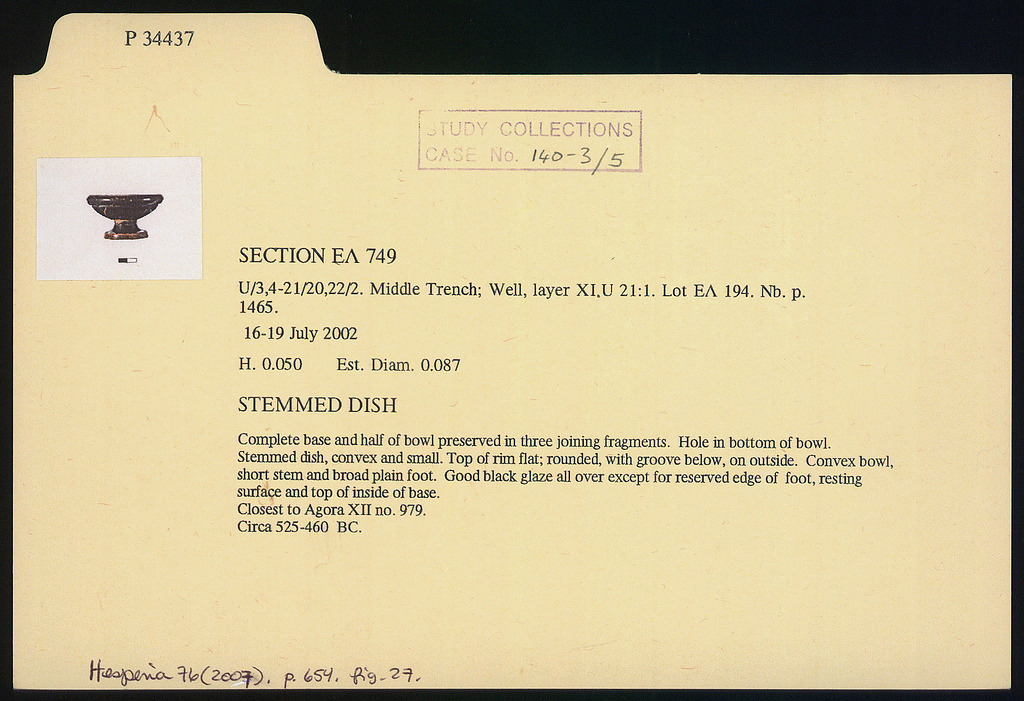 P 34437
STUDY COLLECTIONS
CASE No. 140-3/5
SECTION ΕΛ 749
U/3,4-21/20,22/2. Middle Trench; Well, layer XI.U 21:1. Lot ΕΛ 194. Nb. p.
1465.
16-19 July 2002
H. 0.050 Est. Diam. 0.087
STEMMED DISH
Complete base and half of bowl preserved in three joining fragments. Hole in bottom of bowl.
Stemmed dish, convex and small. Top of rim flat; rounded, with groove below, on outside. Convex bowl,
short stem and broad plain foot. Good black glaze all over except for reserved edge of foot, resting
surface and top of inside of base.
Closest to Agora XII no. 979.
Circa 525-460 BC.
Hesperia 76 (2007). p. 654. fig. 27.